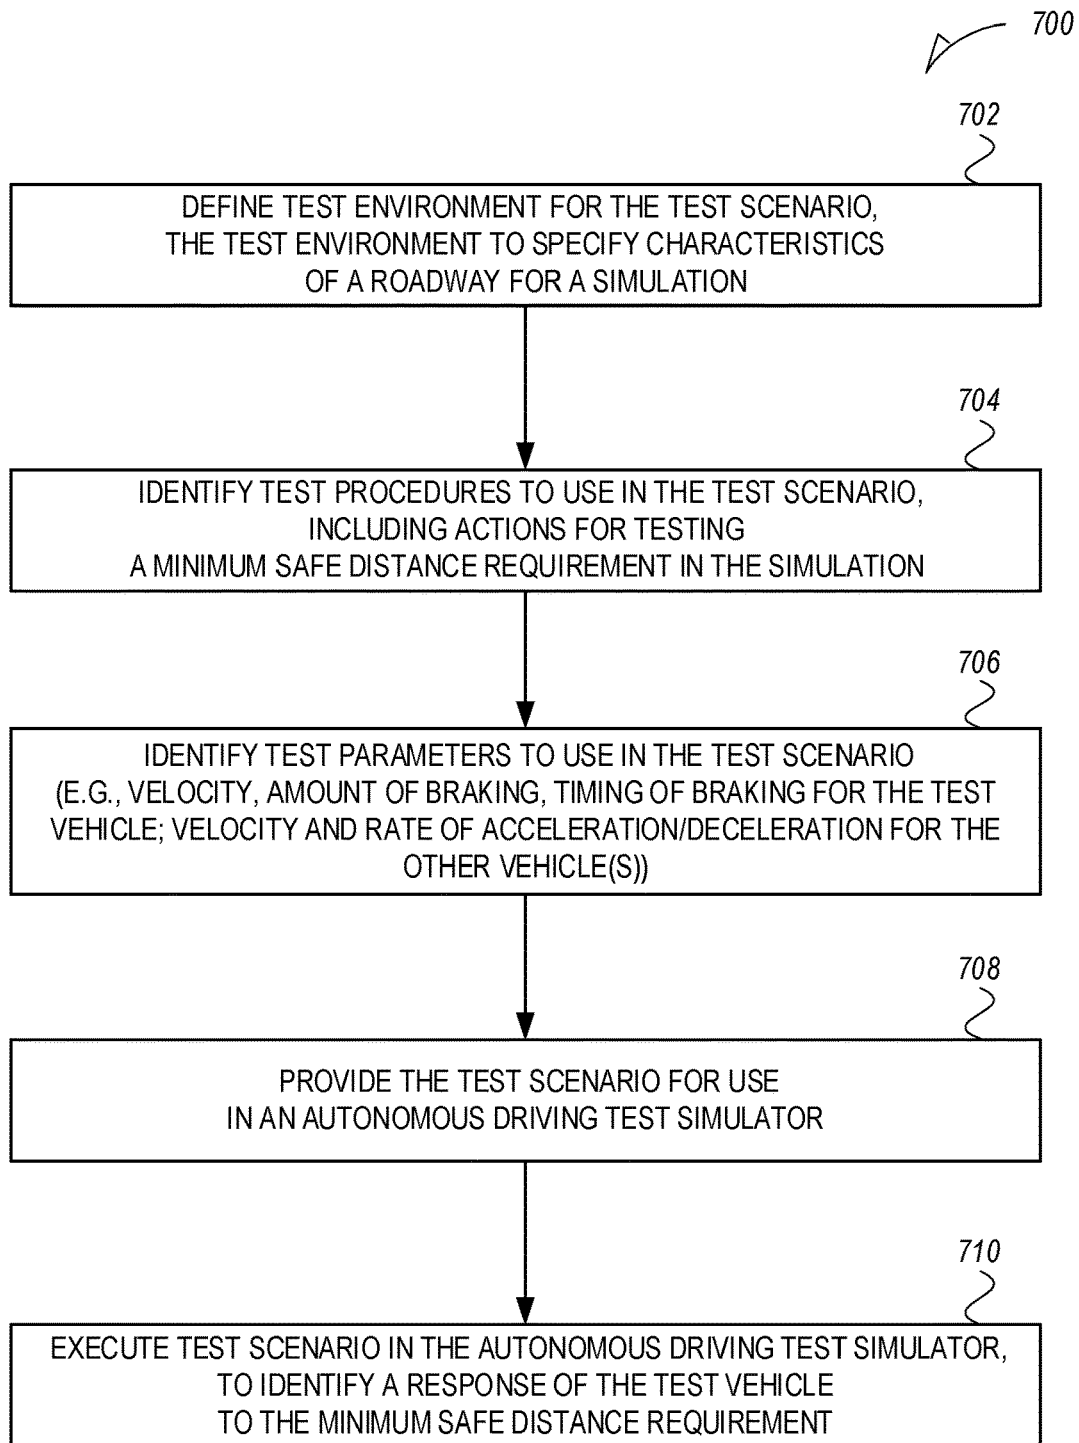 700
702
DEFINE TEST ENVIRONMENT FOR THE TEST SCENARIO,
THE TEST ENVIRONMENT TO SPECIFY CHARACTERISTICS
OF A ROADWAY FOR A SIMULATION
704
IDENTIFY TEST PROCEDURES TO USE IN THE TEST SCENARIO,
INCLUDING ACTIONS FOR TESTING
A MINIMUM SAFE DISTANCE REQUIREMENT IN THE SIMULATION
706
IDENTIFY TEST PARAMETERS TO USE IN THE TEST SCENARIO
(E.G., VELOCITY, AMOUNT OF BRAKING, TIMING OF BRAKING FOR THE TEST
VEHICLE; VELOCITY AND RATE OF ACCELERATION/DECELERATION FOR THE
OTHER VEHICLE(S))
708
PROVIDE THE TEST SCENARIO FOR USE
IN AN AUTONOMOUS DRIVING TEST SIMULATOR
710
EXECUTE TEST SCENARIO IN THE AUTONOMOUS DRIVING TEST SIMULATOR,
TO IDENTIFY A RESPONSE OF THE TEST VEHICLE
TO THE MINIMUM SAFE DISTANCE REQUIREMENT